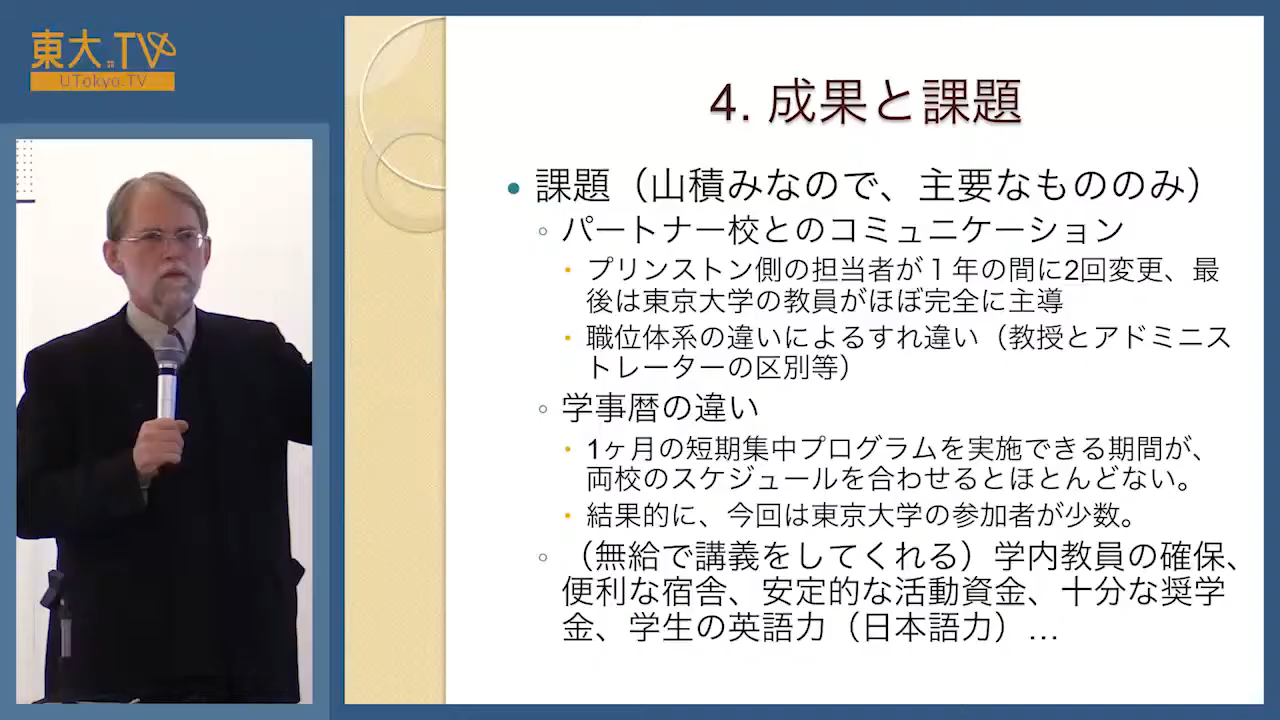 東大.TV
UTokyo.TV
4. 成果と課題
• 課題（山積みなので、主要なもののみ）
◦ パートナー校とのコミュニケーション
・ プリンストン側の担当者が１年の間に2回変更、最
後は東京大学の教員がほぼ完全に主導
・ 職位体系の違いによるすれ違い（教授とアドミニス
トレーターの区別等）
◦ 学事暦の違い
・ 1ヶ月の短期集中プログラムを実施できる期間が、
両校のスケジュールを合わせるとほとんどない。
・ 結果的に、今回は東京大学の参加者が少数。
◦ （無給で講義をしてくれる）学内教員の確保、
便利な宿舎、安定的な活動資金、十分な奨学
金、学生の英語力（日本語力）…